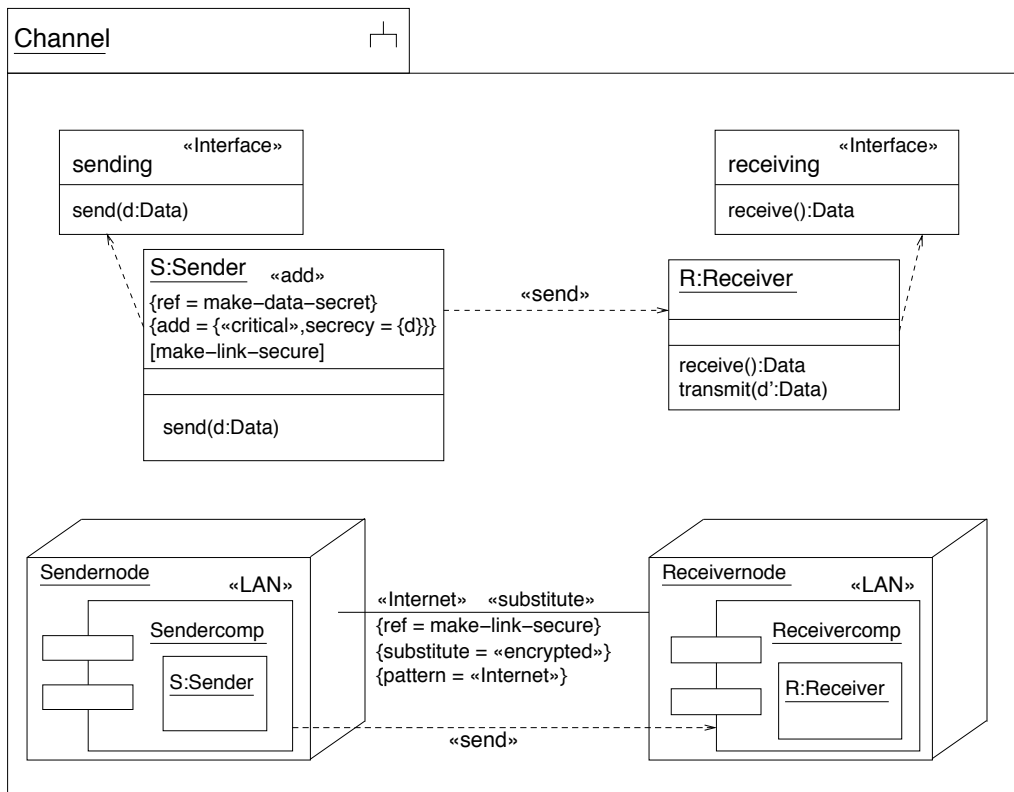 Channel
«Interface»
sending
send(d:Data)
«Interface»
receiving
receive():Data
S:Sender
«add»
{ref = make−data−secret}
{add = {«critical»,secrecy = {d}}}
[make−link−secure]
send(d:Data)
«send»
R:Receiver
receive():Data
transmit(d’:Data)
Sendernode
«LAN»
Sendercomp
S:Sender
«Internet» «substitute»
{ref = make−link−secure}
{substitute = «encrypted»}
{pattern = «Internet»}
«send»
Receivernode
«LAN»
Receivercomp
R:Receiver